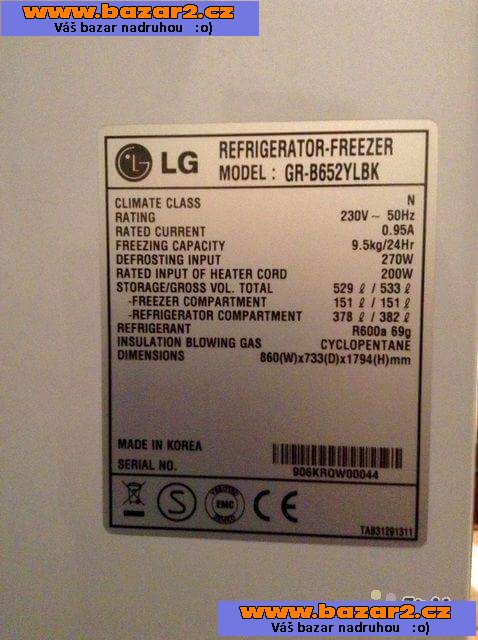 www.bazar2.cz
Váš bazar nadruhou :o)
LG
REFRIGERATOR-FREEZER
MODEL : GR-B652YLBK
CLIMATE CLASS N
RATING 230V ~ 50Hz
RATED CURRENT 0.95A
FREEZING CAPACITY 9.5kg/24Hr
DEFROSTING INPUT 270W
RATED INPUT OF HEATER CORD 200W
STORAGE/GROSS VOL. TOTAL 529 ℓ / 533 ℓ
-FREEZER COMPARTMENT 151 ℓ / 151 ℓ
-REFRIGERATOR COMPARTMENT 378 ℓ / 382 ℓ
REFRIGERANT R600a 69g
INSULATION BLOWING GAS CYCLOPENTANE
DIMENSIONS 860(W)x733(D)x1794(H)mm
MADE IN KOREA
SERIAL NO. 906KRQW00044
S EMC CE
TAB31291311
www.bazar2.cz
Váš bazar nadruhou :o)